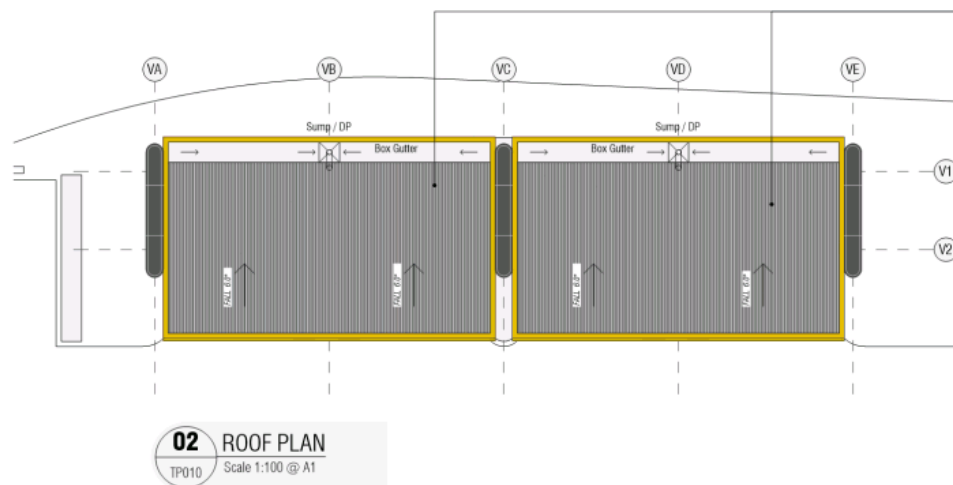 VA
VB
VC
VD
VE
Sump / DP
Sump / DP
Box Gutter
Box Gutter
V1
V2
FALL 6.0°
FALL 6.0°
FALL 6.0°
FALL 6.0°
02
ROOF PLAN
TP010
Scale 1:100 @ A1